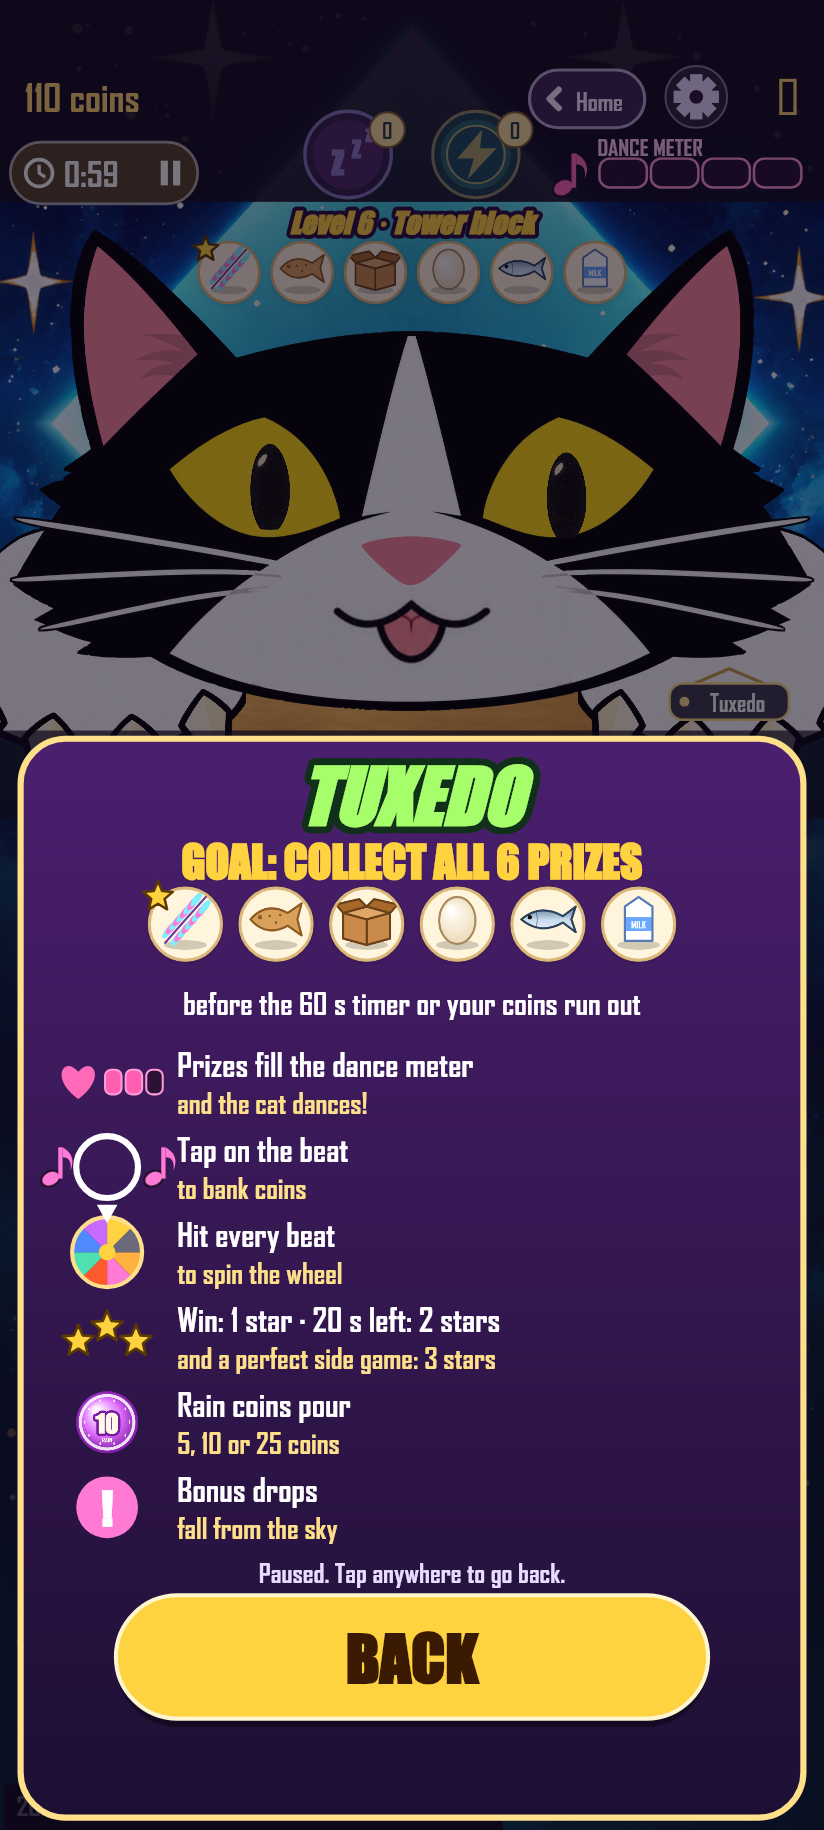 110 coins
Home
0:59
0
0
DANCE METER
Level 6 · Tower block
MILK
Tuxedo
TUXEDO
GOAL: COLLECT ALL 6 PRIZES
MILK
before the 60 s timer or your coins run out
Prizes fill the dance meter
and the cat dances!
Tap on the beat
to bank coins
Hit every beat
to spin the wheel
Win: 1 star · 20 s left: 2 stars
and a perfect side game: 3 stars
10
RAIN
Rain coins pour
5, 10 or 25 coins
!
Bonus drops
fall from the sky
Paused. Tap anywhere to go back.
BACK